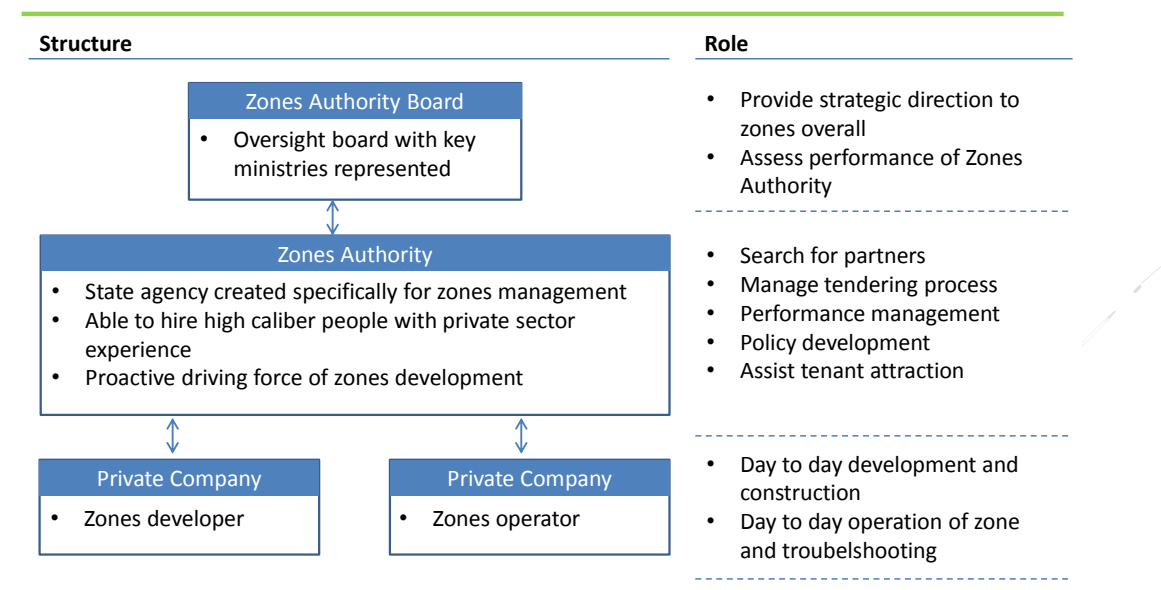 Structure
Role
Zones Authority Board
• Oversight board with key
ministries represented
• Provide strategic direction to
zones overall
• Assess performance of Zones
Authority
Zones Authority
• State agency created specifically for zones management
• Able to hire high caliber people with private sector
experience
• Proactive driving force of zones development
• Search for partners
• Manage tendering process
• Performance management
• Policy development
• Assist tenant attraction
Private Company
• Zones developer
Private Company
• Zones operator
• Day to day development and
construction
• Day to day operation of zone
and troubelshooting